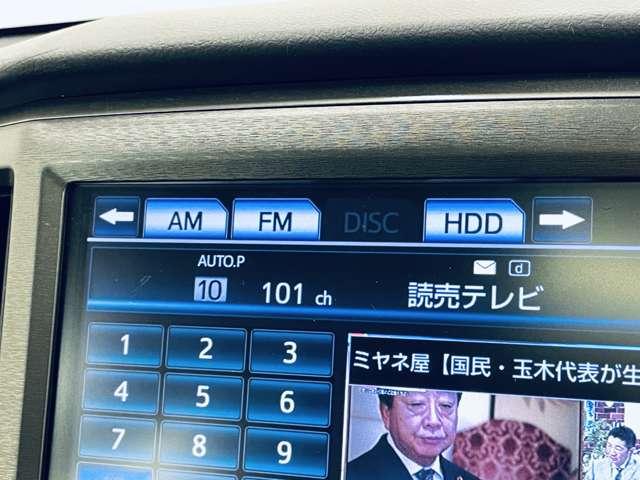 AM FM DISC HDD
AUTO.P d
10 101 ch 読売テレビ
1 2 3
ミヤネ屋【国民・玉木代表が生
4 5 6
7 8 9